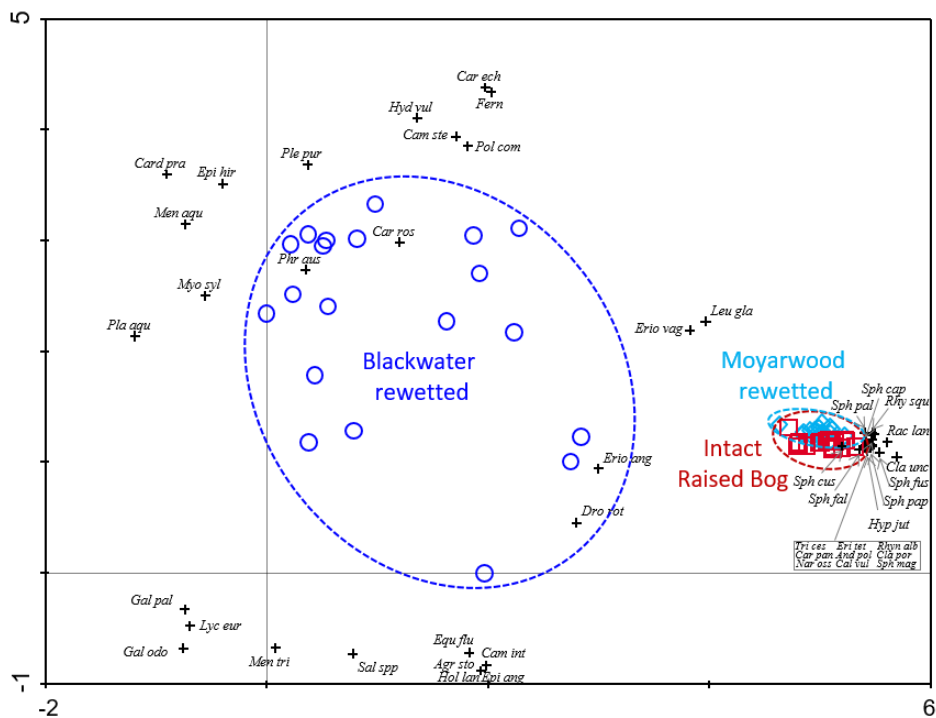 5
Car ech
Fern
Hyd vul
Cam ste
Pol com
Ple pur
Card pra
Epi hir
Men aqu
Car ros
Phr aus
Myo syl
Pla aqu
Leu gla
Erio vag
Blackwater
rewetted
Moyarwood
rewetted
Sph cap
Sph pal
Rhy squ
Rac lan
Intact
Raised Bog
Cla unc
Erio ang
Sph cus
Sph fus
Sph fal
Sph pap
Dro rot
Hyp jut
Tri ces Eri tet Rhyn alb
Car pan And pol Cla por
Nar oss Cal vul Sph mag
Gal pal
Lyc eur
Gal odo
Men tri
Sal spp
Equ flu
Cam int
Agr sto
Hol lan Epi ang
-1
-2
6